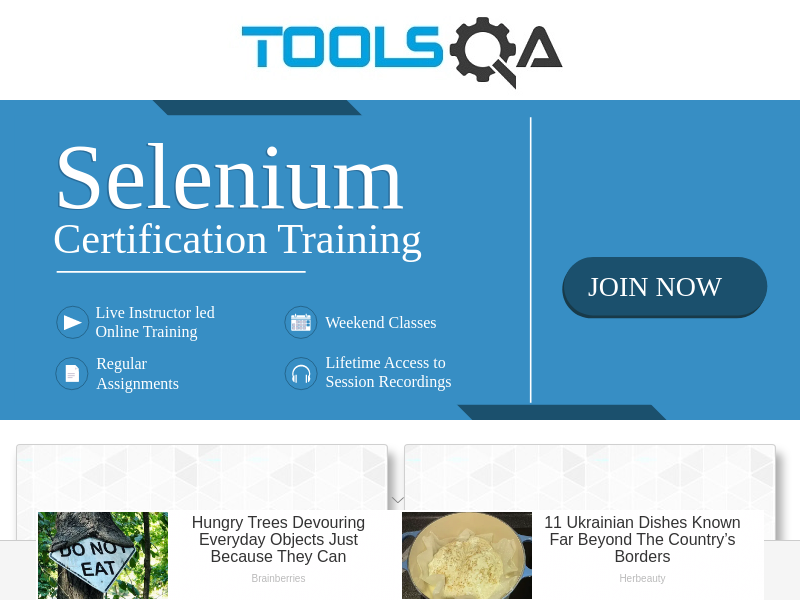 TOOLSQA
Selenium
Certification Training
Live Instructor led
Online Training
Weekend Classes
Regular
Assignments
Lifetime Access to
Session Recordings
JOIN NOW
DO NOT
EAT
Hungry Trees Devouring
Everyday Objects Just
Because They Can
Brainberries
11 Ukrainian Dishes Known
Far Beyond The Country’s
Borders
Herbeauty